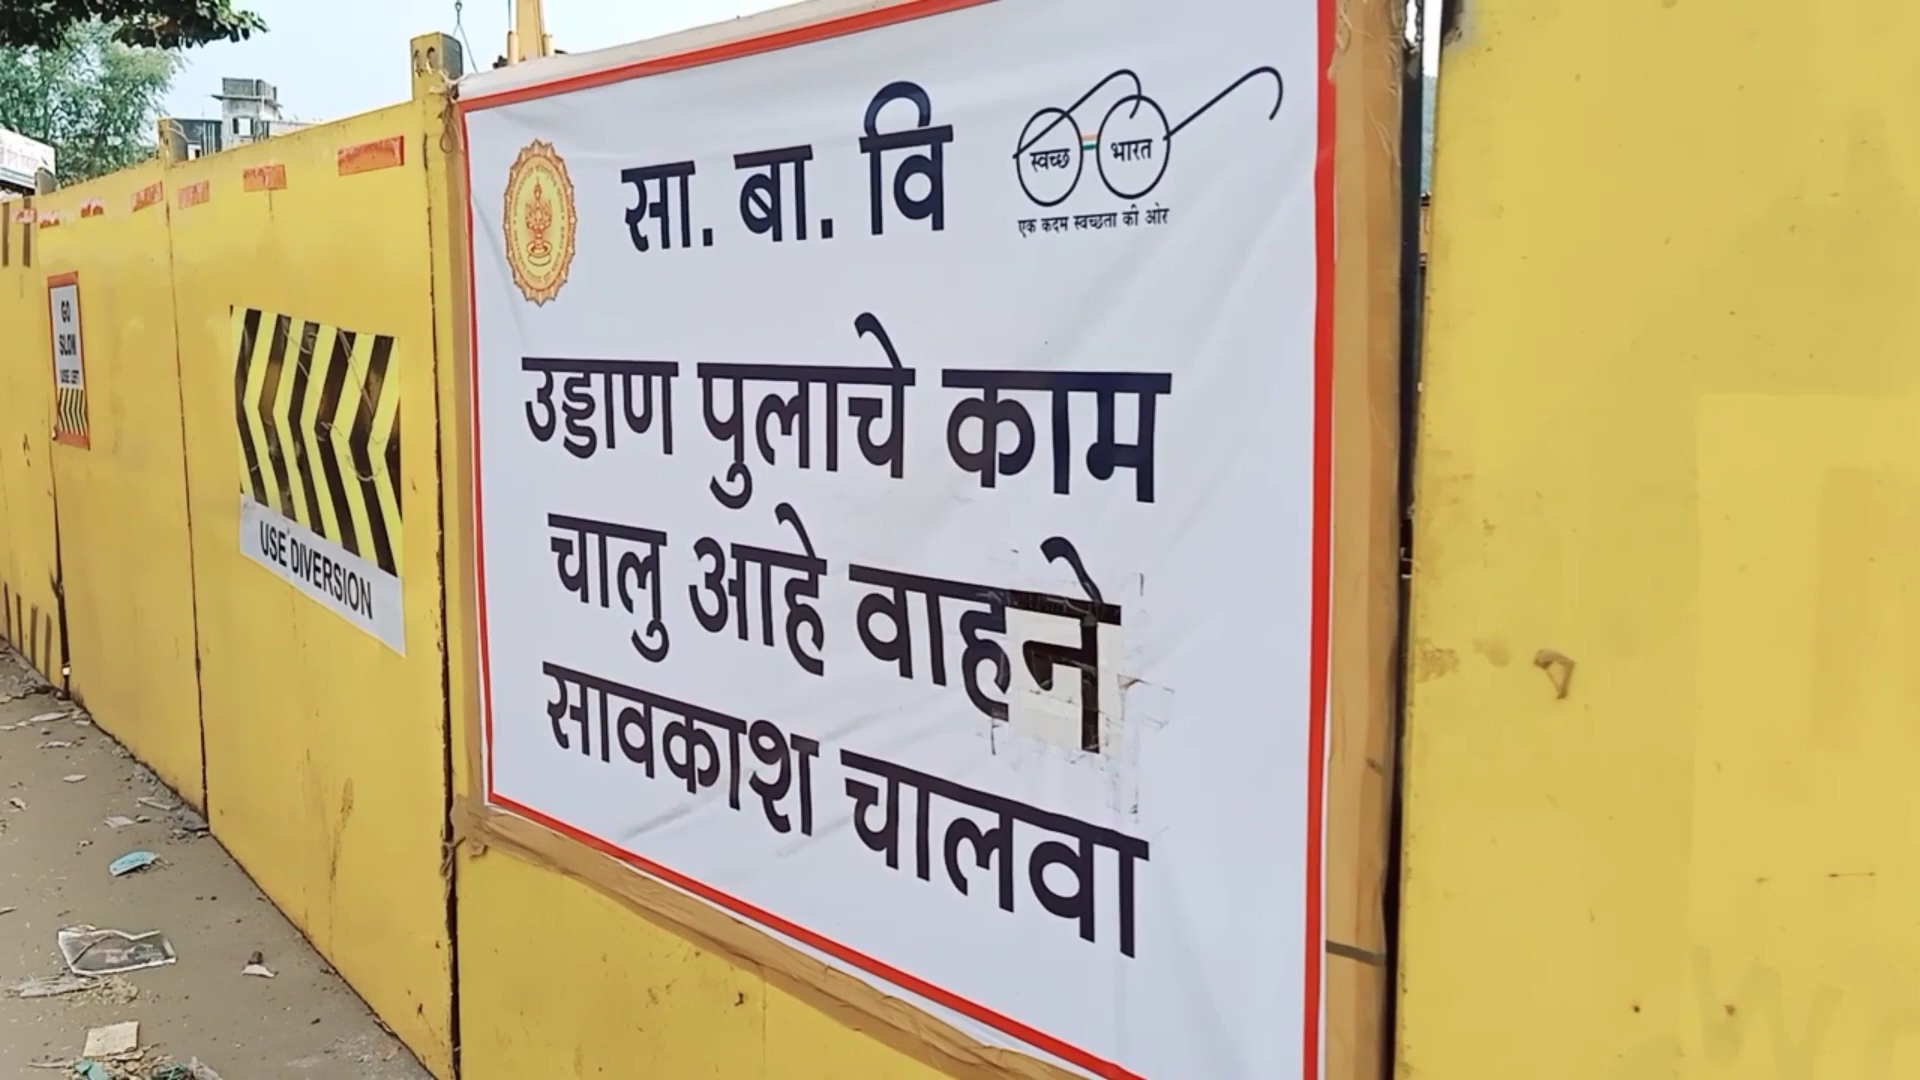 सा. बा. वि
स्वच्छ भारत
एक कदम स्वच्छता की ओर
उड्डाण पुलाचे काम
चालु आहे वाहने
सावकाश चालवा
USE DIVERSION
GO
SLOW